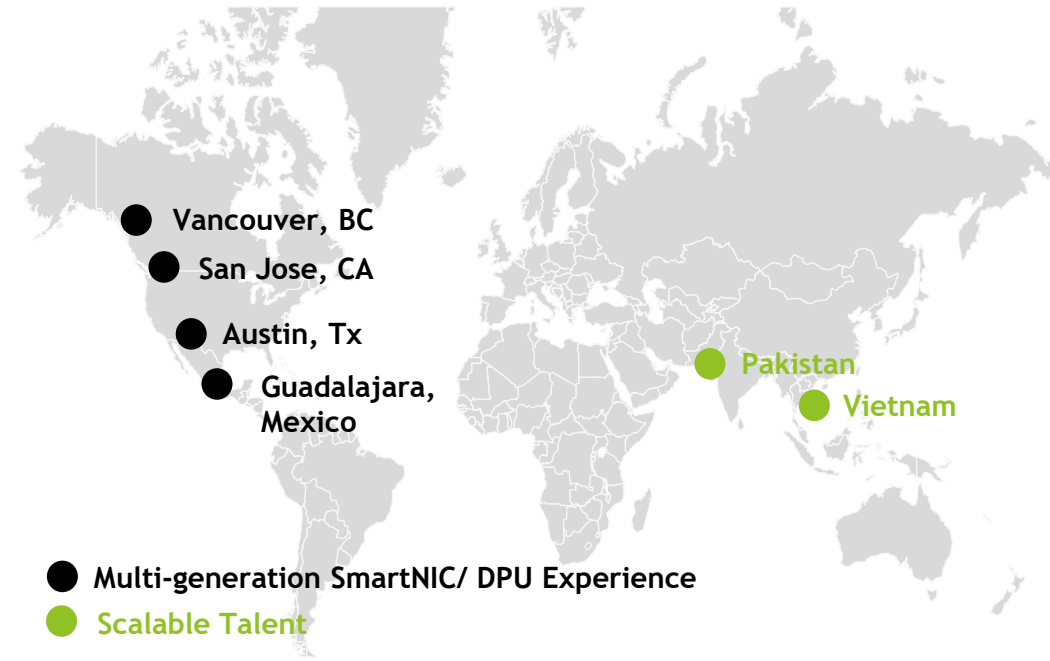 Vancouver, BC
San Jose, CA
Austin, Tx
Guadalajara,
Mexico
Pakistan
Vietnam
Multi-generation SmartNIC/ DPU Experience
Scalable Talent